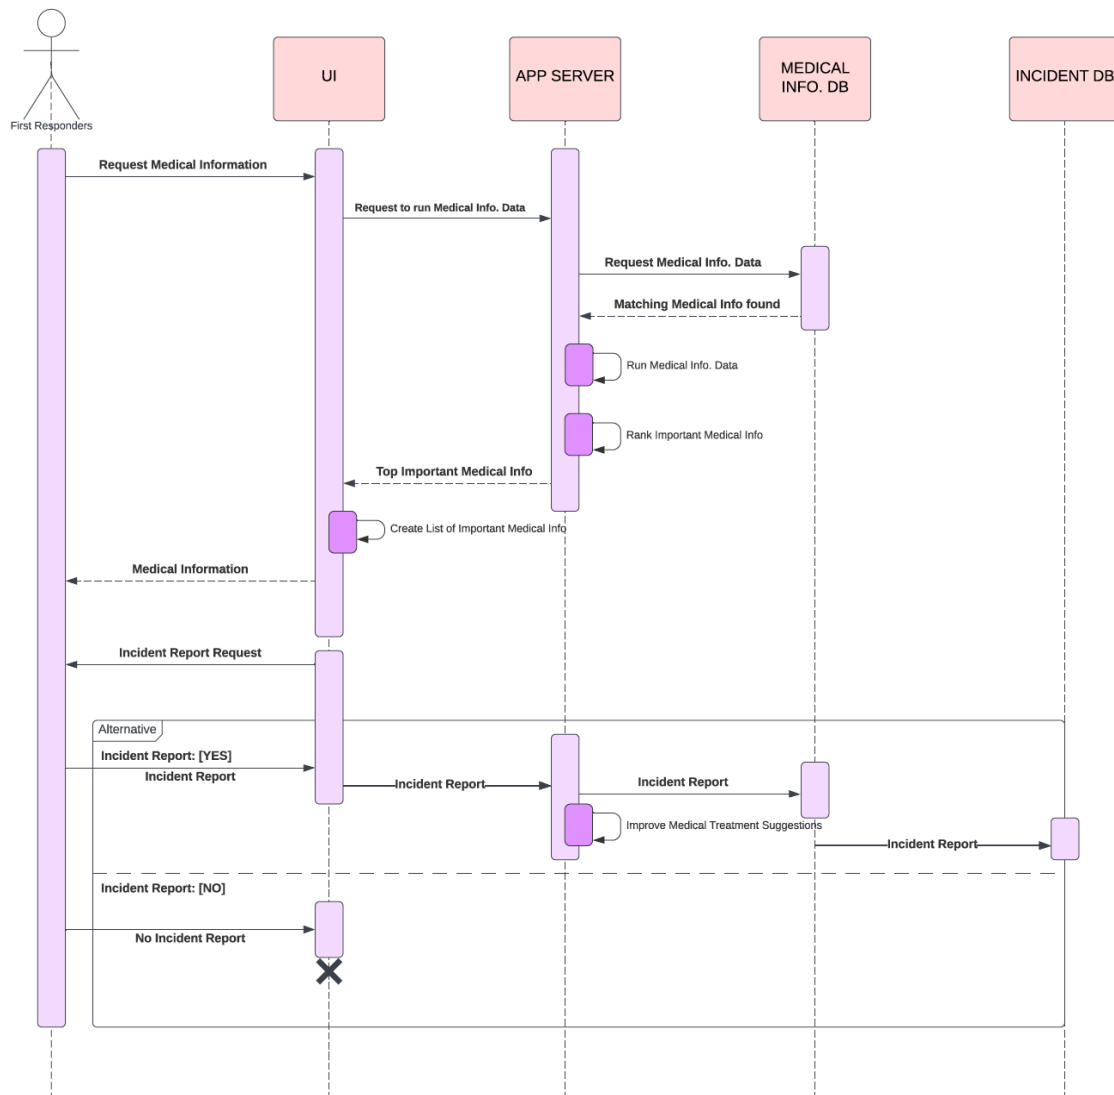 First Responders
UI
APP SERVER
MEDICAL
INFO. DB
INCIDENT DB
Request Medical Information
Request to run Medical Info. Data
Request Medical Info. Data
Matching Medical Info found
Run Medical Info. Data
Rank Important Medical Info
Top Important Medical Info
Create List of Important Medical Info
Medical Information
Incident Report Request
Alternative
Incident Report: [YES]
Incident Report
Incident Report
Incident Report
Improve Medical Treatment Suggestions
Incident Report
Incident Report: [NO]
No Incident Report